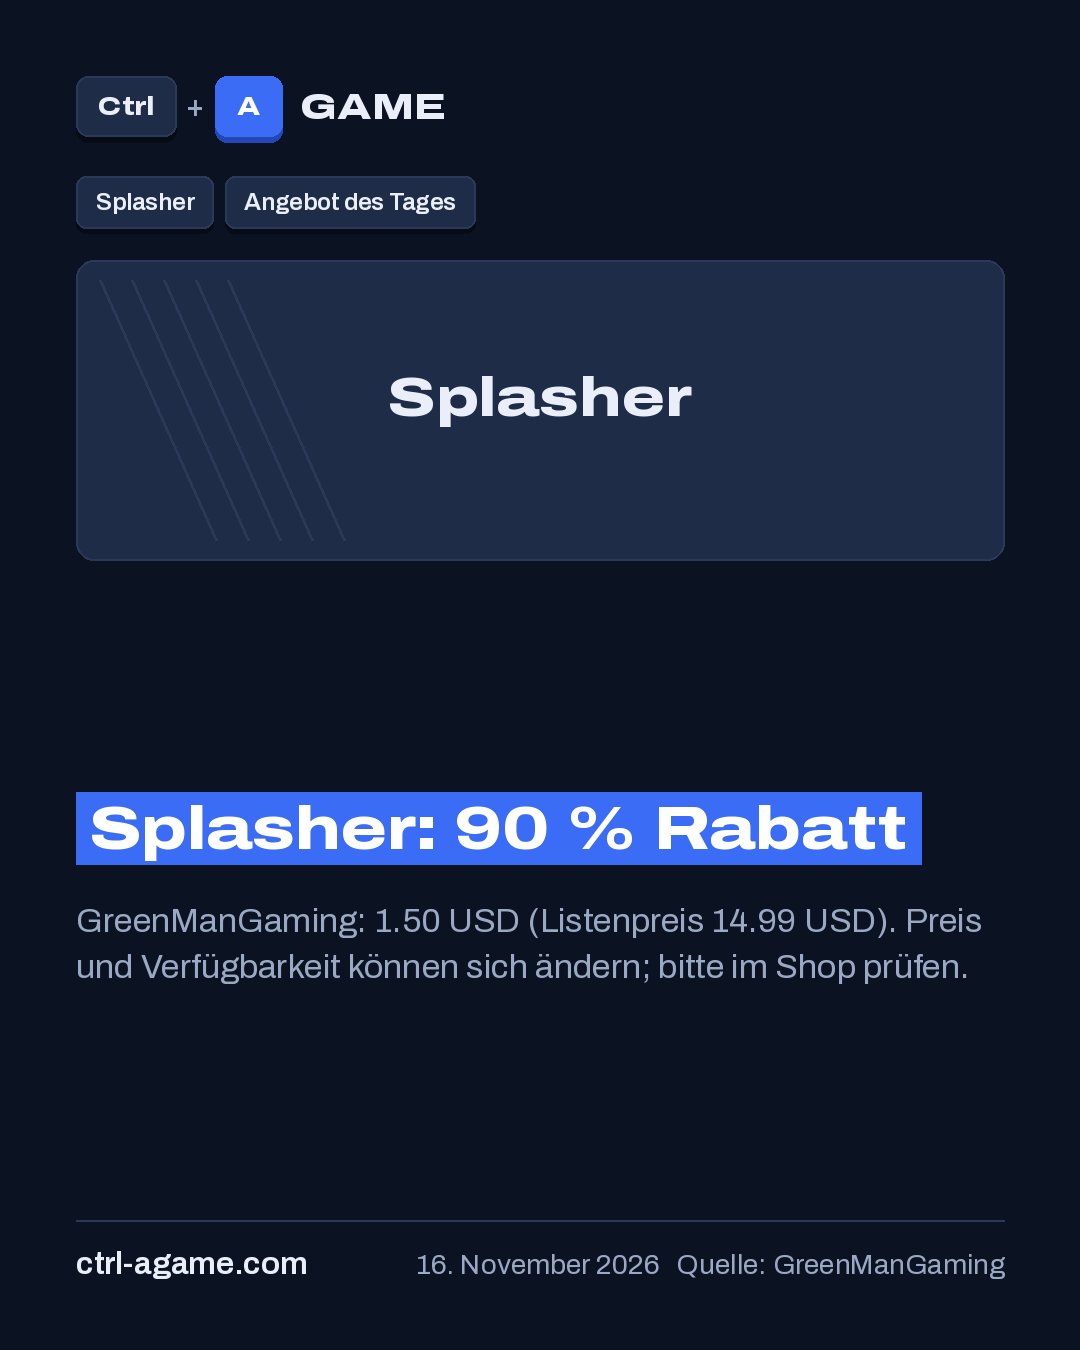 Ctrl + A GAME
Splasher Angebot des Tages
Splasher
Splasher: 90 % Rabatt
GreenManGaming: 1.50 USD (Listenpreis 14.99 USD). Preis
und Verfügbarkeit können sich ändern; bitte im Shop prüfen.
ctrl-agame.com 16. November 2026 Quelle: GreenManGaming